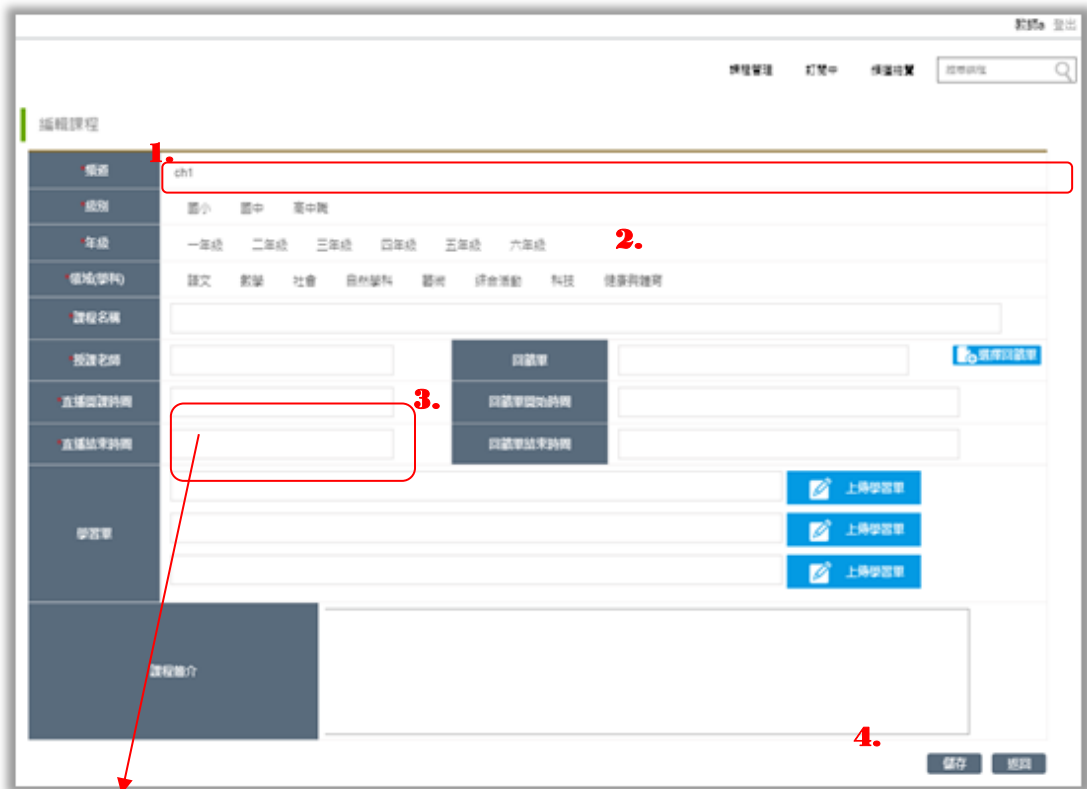 教師a 登出
課程管理 訂閱中 頻道總覽 搜尋課程
編輯課程
1.
*頻道 ch1
*級別 國小 國中 高中職
*年級 一年級 二年級 三年級 四年級 五年級 六年級 2.
*領域(學科) 語文 數學 社會 自然學科 藝術 綜合活動 科技 健康與體育
*課程名稱
*授課老師 回饋單 選擇回饋單
*直播開課時間 3. 回饋單開始時間
*直播結束時間 回饋單結束時間
學習單 上傳學習單
上傳學習單
上傳學習單
課程簡介
4.
儲存 返回